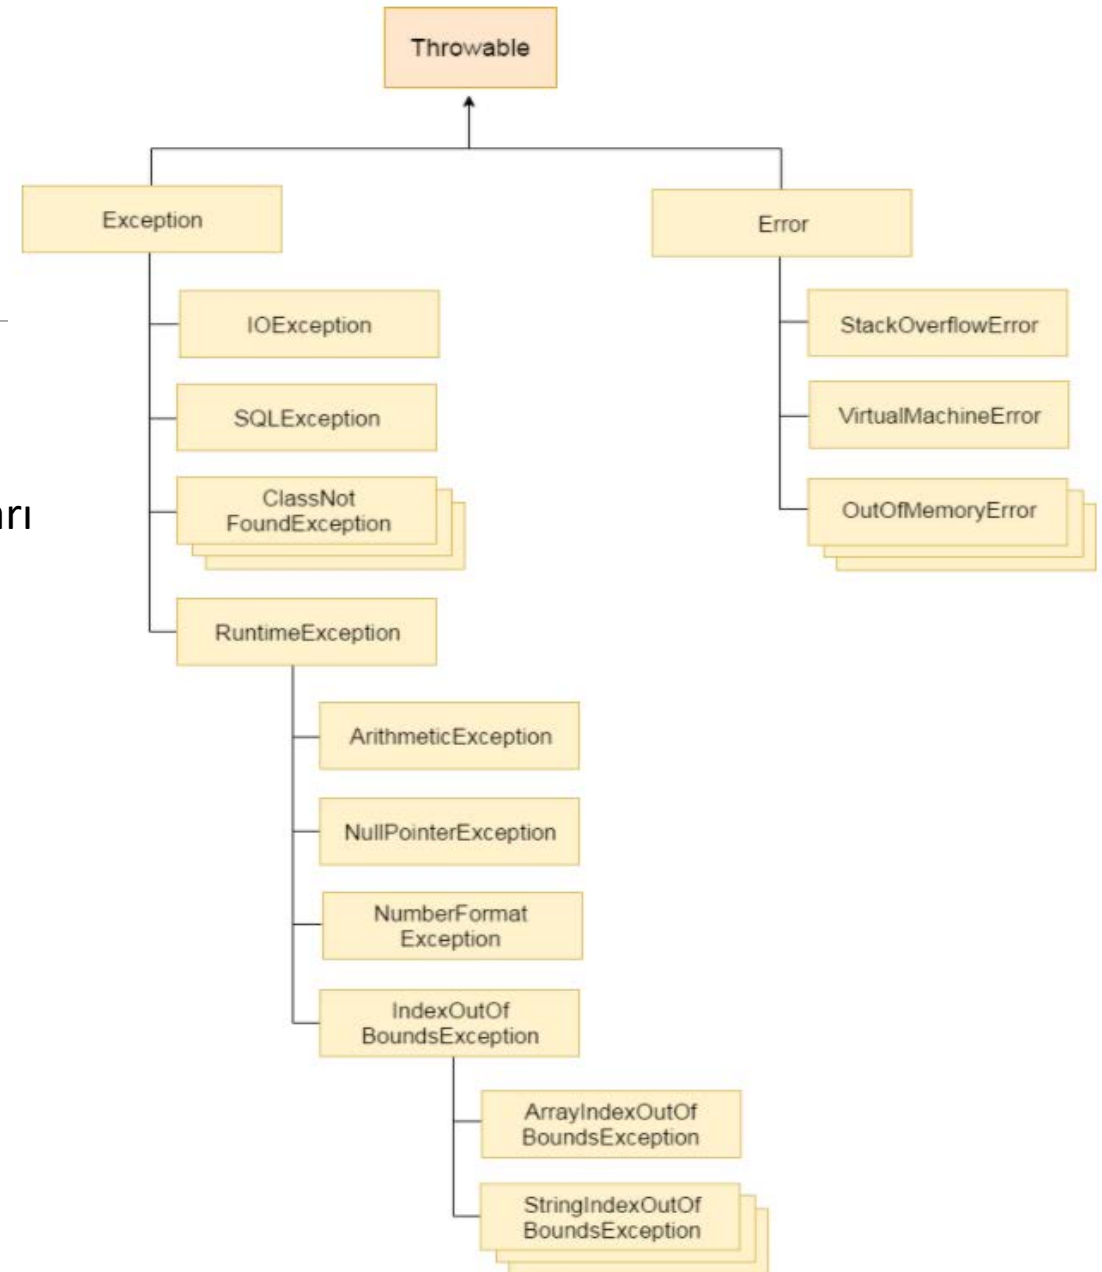 Throwable
Exception
Error
IOException
StackOverflowError
SQLException
VirtualMachineError
ClassNot
FoundException
OutOfMemoryError
RuntimeException
ArithmeticException
NullPointerException
NumberFormat
Exception
IndexOutOf
BoundsException
ArrayIndexOutOf
BoundsException
StringIndexOutOf
BoundsException